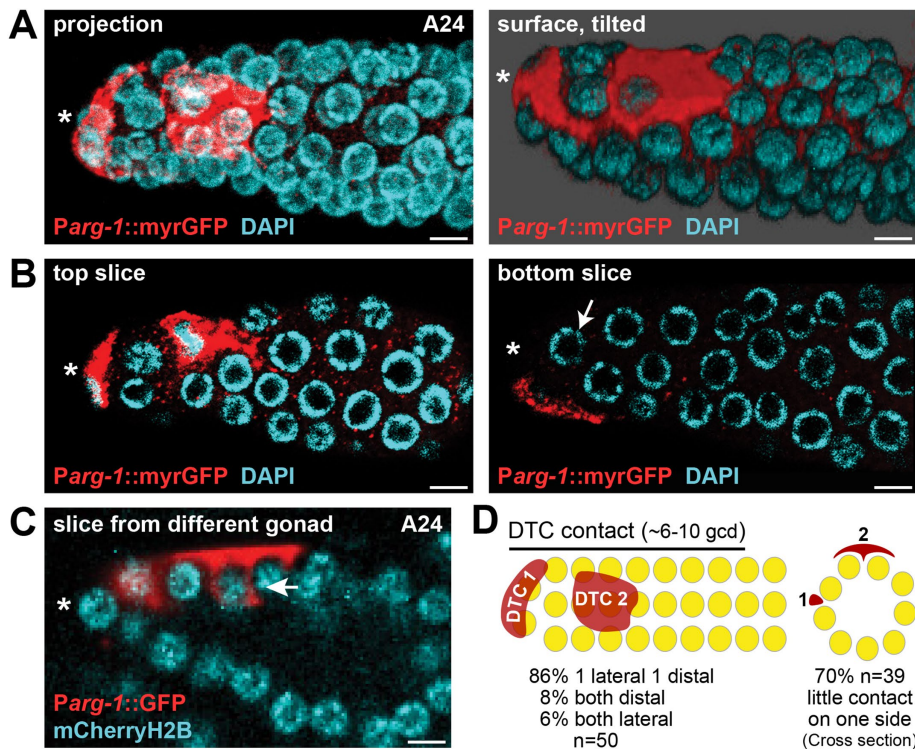 A
projection
A24
*
Parg-1::myrGFP DAPI
surface, tilted
*
Parg-1::myrGFP DAPI
B
top slice
*
Parg-1::myrGFP DAPI
bottom slice
*
Parg-1::myrGFP DAPI
C
slice from different gonad
A24
*
Parg-1::GFP
mCherryH2B
D
DTC contact (~6-10 gcd)
DTC 1
DTC 2
86% 1 lateral 1 distal
8% both distal
6% both lateral
n=50
2
1
70% n=39
little contact
on one side
(Cross section)